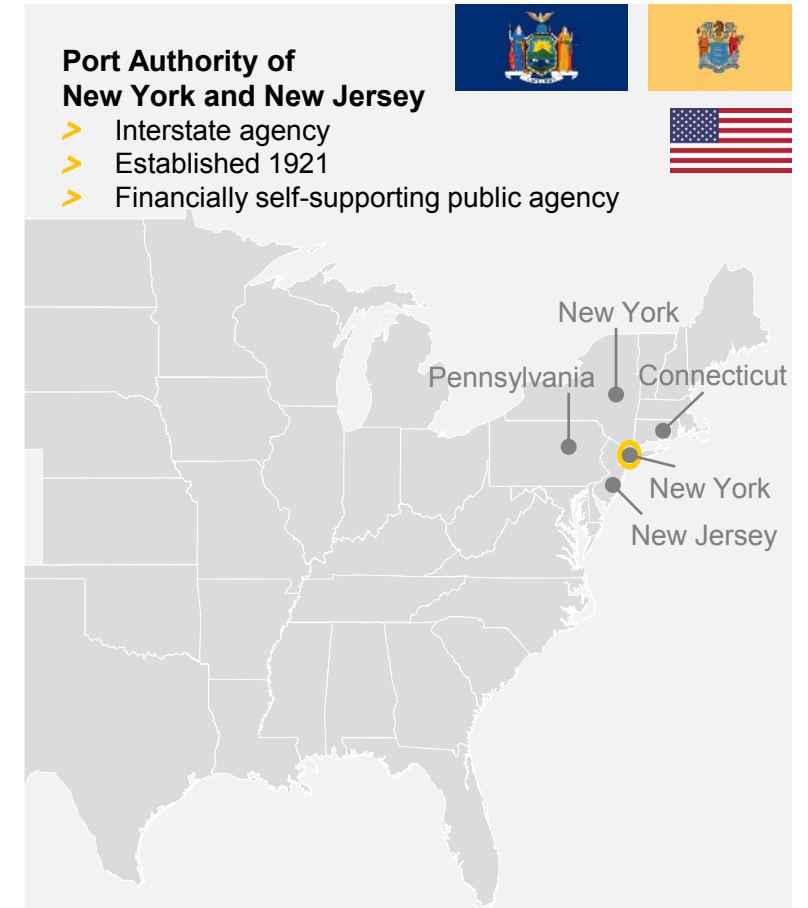 Port Authority of
New York and New Jersey
> Interstate agency
> Established 1921
> Financially self-supporting public agency
New York
Pennsylvania
Connecticut
New York
New Jersey